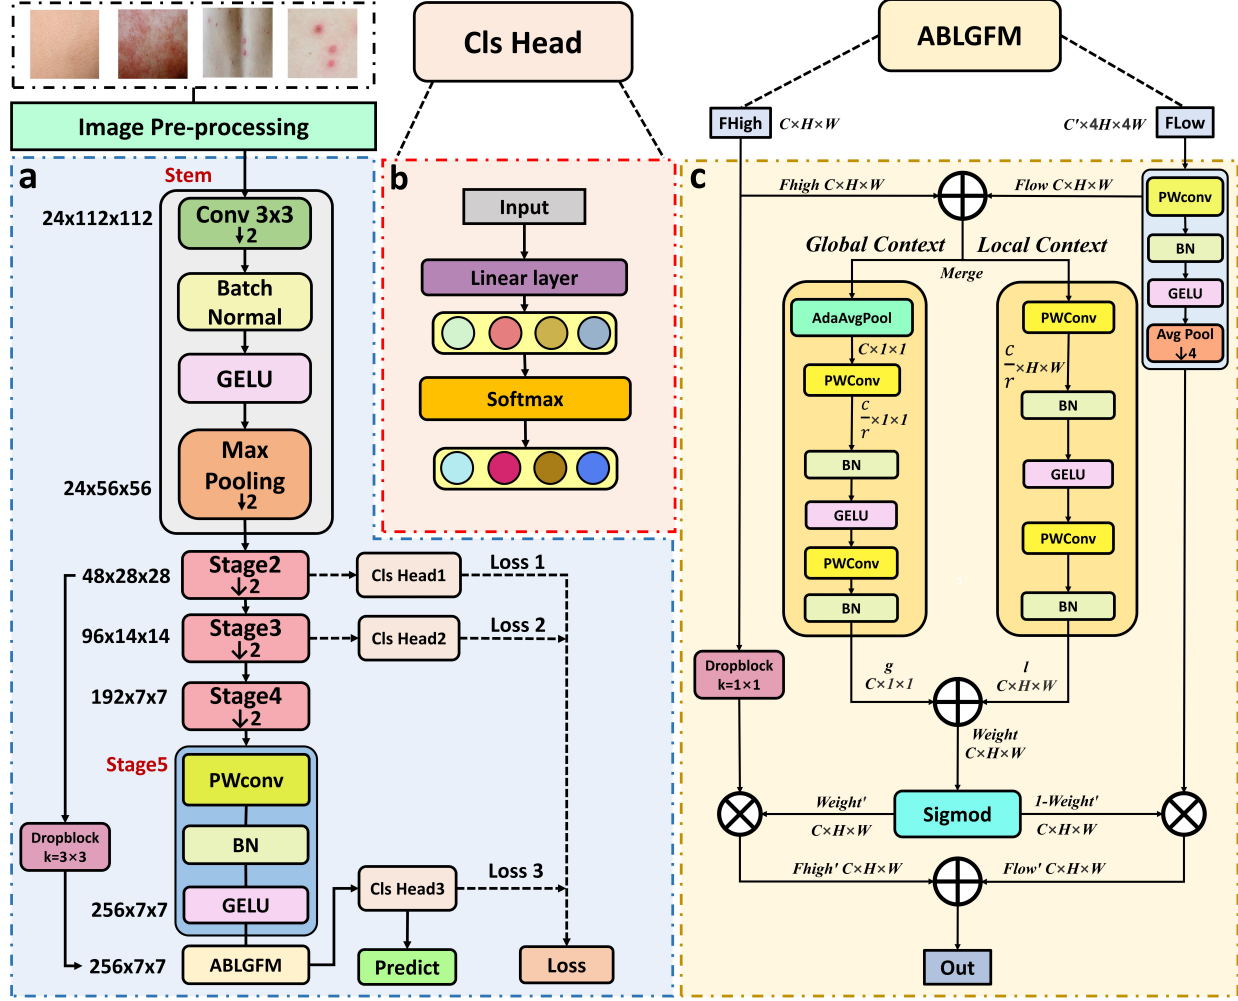 Cls Head
ABLGFM
Image Pre-processing
FHigh
C×H×W
C'×4H×4W
FLow
a
Stem
24x112x112
Conv 3x3
↓2
Batch
Normal
GELU
Max
Pooling
↓2
24x56x56
Stage2
↓2
48x28x28
Cls Head1
Loss 1
Stage3
↓2
96x14x14
Cls Head2
Loss 2
Stage4
↓2
192x7x7
Stage5
PWconv
BN
GELU
256x7x7
Dropblock
k=3×3
256x7x7
ABLGFM
Cls Head3
Loss 3
Predict
Loss
b
Input
Linear layer
Softmax
c
Fhigh C×H×W
Flow C×H×W
PWconv
BN
GELU
Avg Pool
↓4
Global Context
Local Context
Merge
AdaAvgPool
C×1×1
PWConv
C/r×1×1
BN
GELU
PWConv
BN
PWConv
C/r×H×W
BN
GELU
PWConv
BN
Dropblock
k=1×1
g
C×1×1
l
C×H×W
Weight
C×H×W
Weight'
C×H×W
Sigmod
1-Weight'
C×H×W
Fhigh' C×H×W
Flow' C×H×W
Out